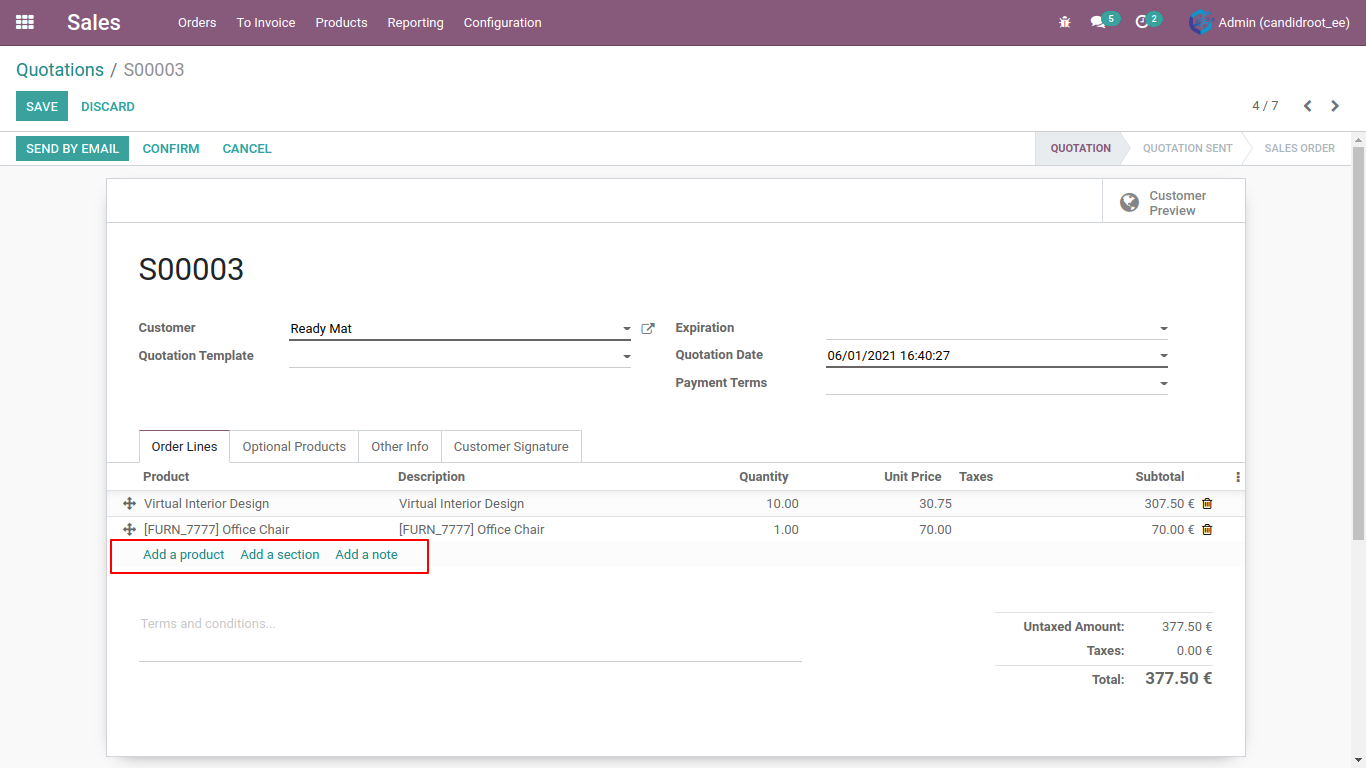 Sales Orders To Invoice Products Reporting Configuration 5 2 Admin (candidroot_ee)
Quotations / S00003
SAVE DISCARD 4 / 7
SEND BY EMAIL CONFIRM CANCEL QUOTATION QUOTATION SENT SALES ORDER
Customer
Preview
S00003
Customer Ready Mat Expiration
Quotation Template Quotation Date 06/01/2021 16:40:27
Payment Terms
Order Lines Optional Products Other Info Customer Signature
Product Description Quantity Unit Price Taxes Subtotal
Virtual Interior Design Virtual Interior Design 10.00 30.75 307.50 €
[FURN_7777] Office Chair [FURN_7777] Office Chair 1.00 70.00 70.00 €
Add a product Add a section Add a note
Terms and conditions...
Untaxed Amount: 377.50 €
Taxes: 0.00 €
Total: 377.50 €